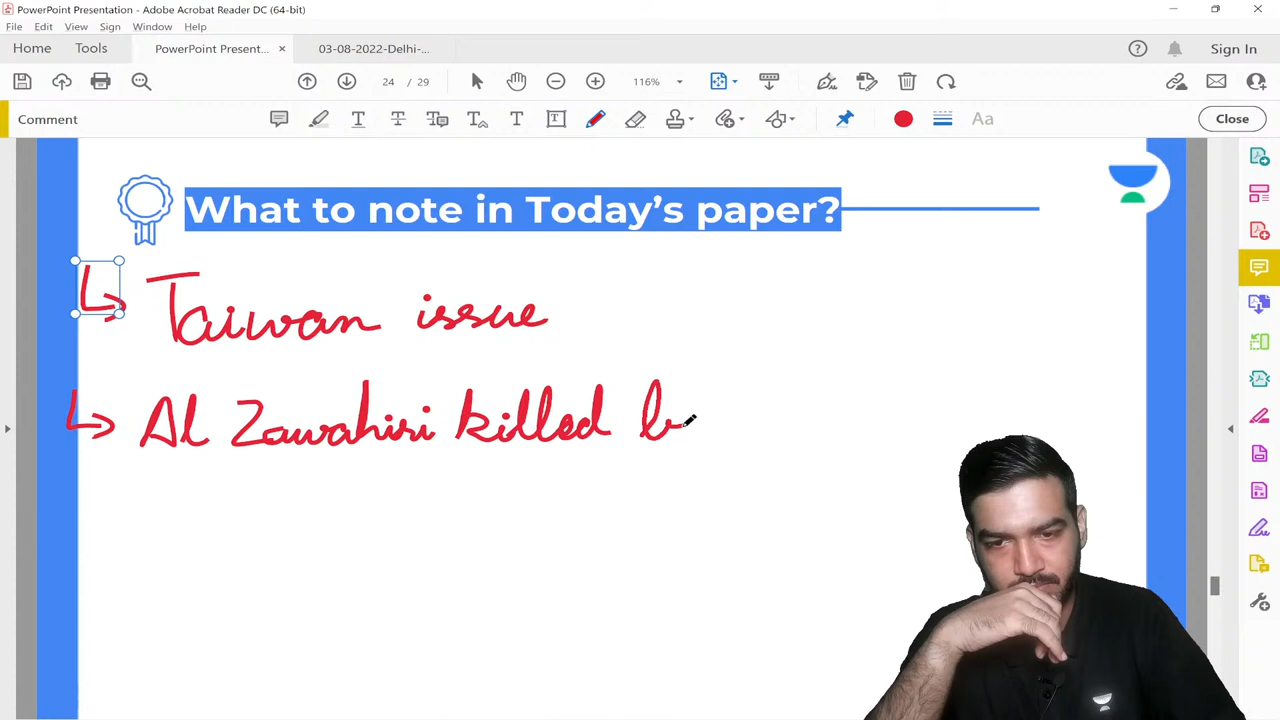 PowerPoint Presentation - Adobe Acrobat Reader DC (64-bit)
File Edit View Sign Window Help
Home Tools PowerPoint Present... × 03-08-2022-Delhi-... Sign In
24 / 29 116%
Comment Aa Close
What to note in Today's paper?
↳ Taiwan issue
↳ Al Zawahiri killed b